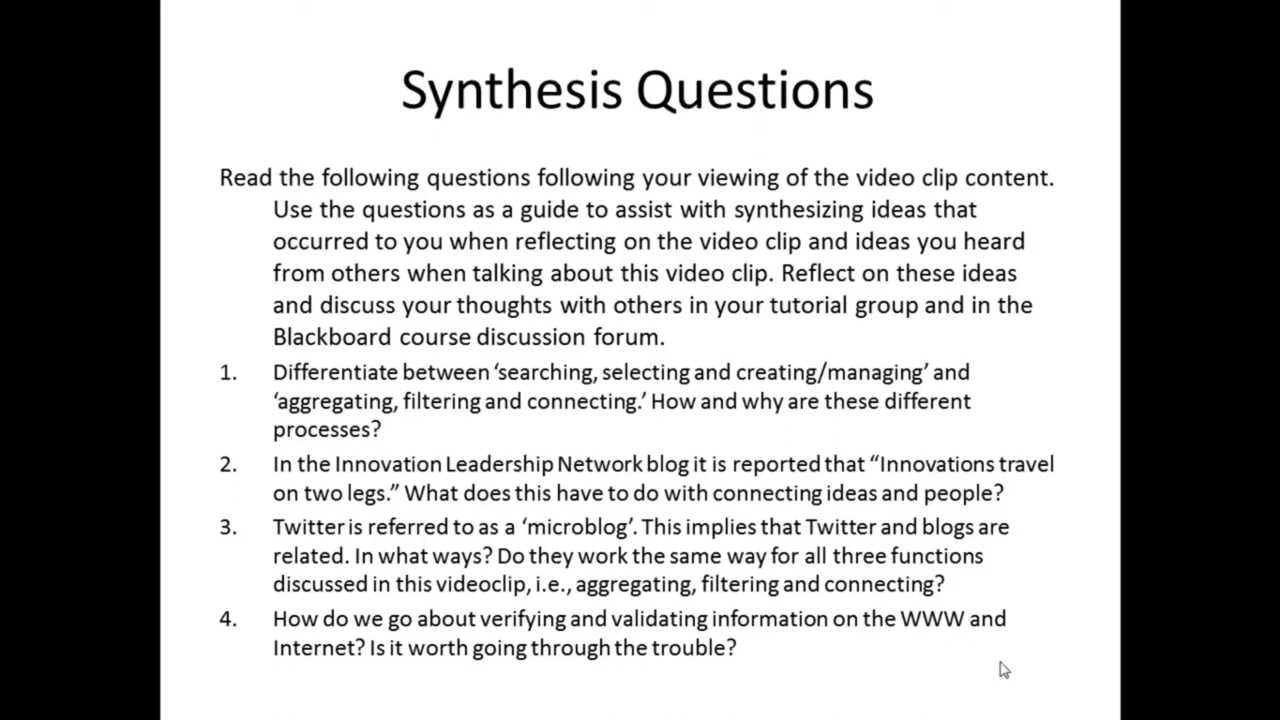 Synthesis Questions
Read the following questions following your viewing of the video clip content.
Use the questions as a guide to assist with synthesizing ideas that
occurred to you when reflecting on the video clip and ideas you heard
from others when talking about this video clip. Reflect on these ideas
and discuss your thoughts with others in your tutorial group and in the
Blackboard course discussion forum.
1. Differentiate between ‘searching, selecting and creating/managing’ and
‘aggregating, filtering and connecting.’ How and why are these different
processes?
2. In the Innovation Leadership Network blog it is reported that “Innovations travel
on two legs.” What does this have to do with connecting ideas and people?
3. Twitter is referred to as a ‘microblog’. This implies that Twitter and blogs are
related. In what ways? Do they work the same way for all three functions
discussed in this videoclip, i.e., aggregating, filtering and connecting?
4. How do we go about verifying and validating information on the WWW and
Internet? Is it worth going through the trouble?